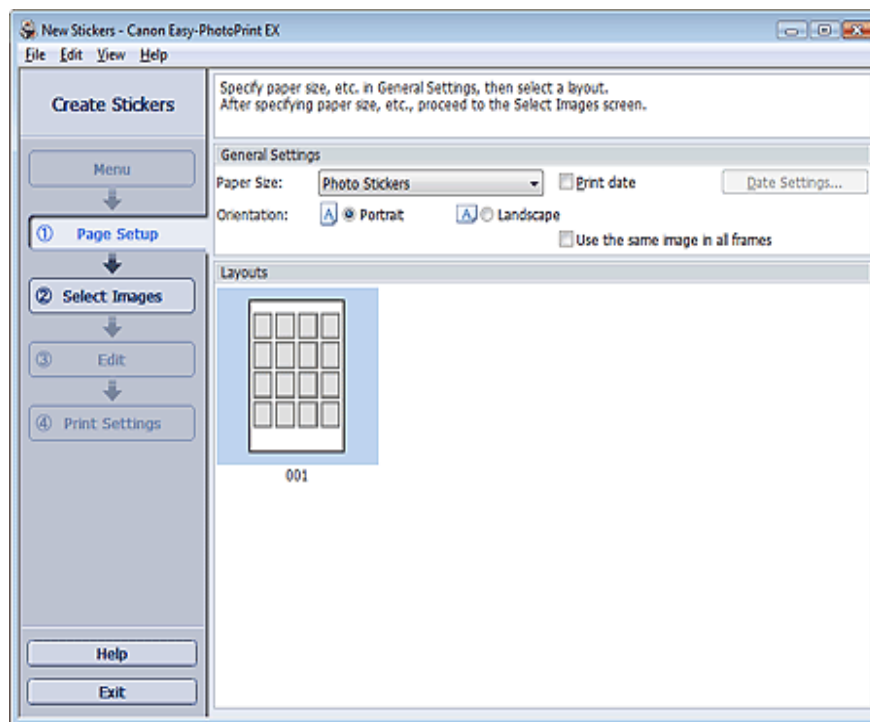 New Stickers - Canon Easy-PhotoPrint EX
File Edit View Help
Create Stickers
Menu
① Page Setup
② Select Images
③ Edit
④ Print Settings
Help
Exit
Specify paper size, etc. in General Settings, then select a layout.
After specifying paper size, etc., proceed to the Select Images screen.
General Settings
Paper Size: Photo Stickers Print date Date Settings...
Orientation: A Portrait A Landscape
Use the same image in all frames
Layouts
001